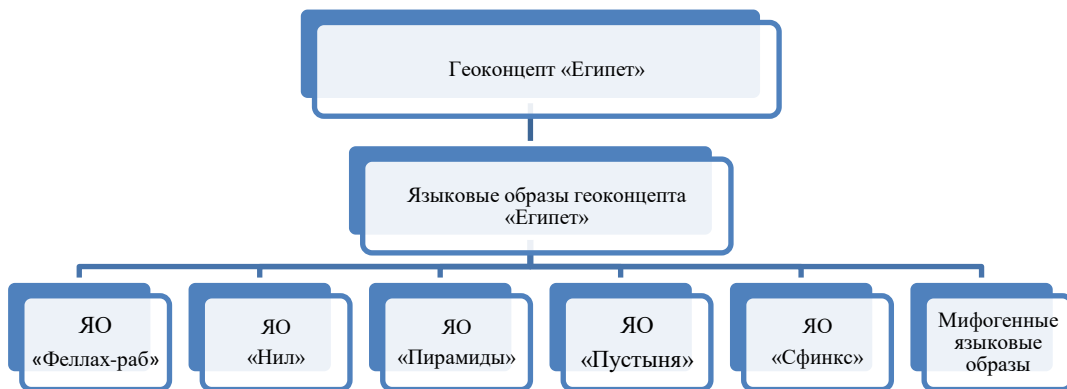 Геоконцепт «Египет»
Языковые образы геоконцепта
«Египет»
ЯО
«Феллах-раб»
ЯО
«Нил»
ЯО
«Пирамиды»
ЯО
«Пустыня»
ЯО
«Сфинкс»
Мифогенные
языковые
образы